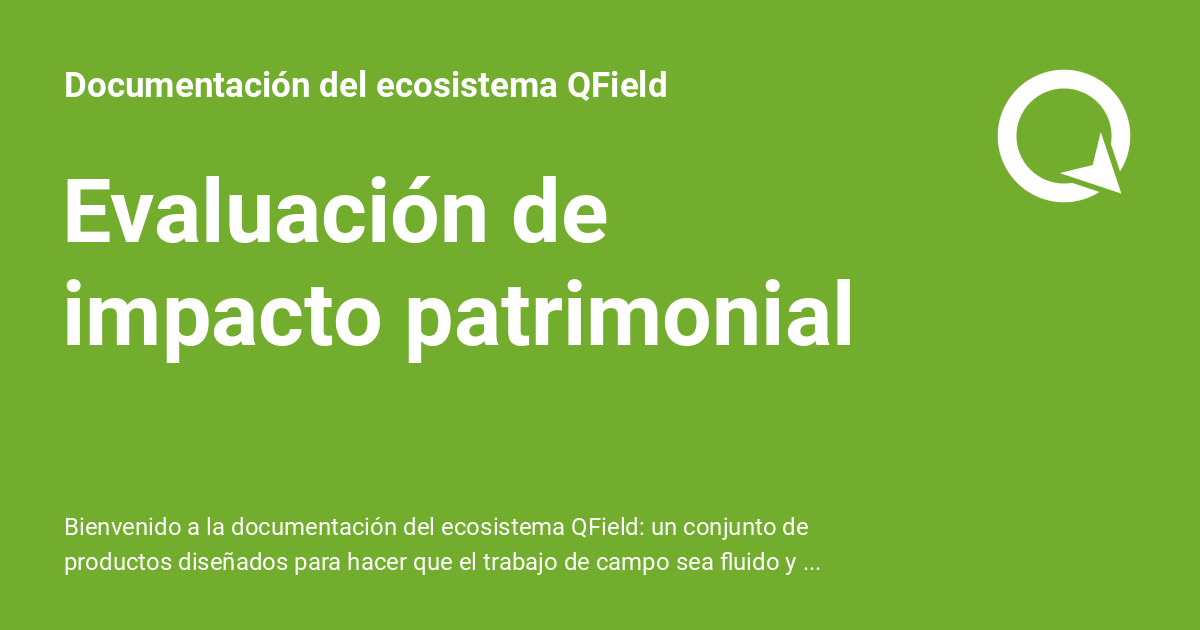 Documentación del ecosistema QField
Evaluación de
impacto patrimonial
Bienvenido a la documentación del ecosistema QField: un conjunto de
productos diseñados para hacer que el trabajo de campo sea fluido y ...